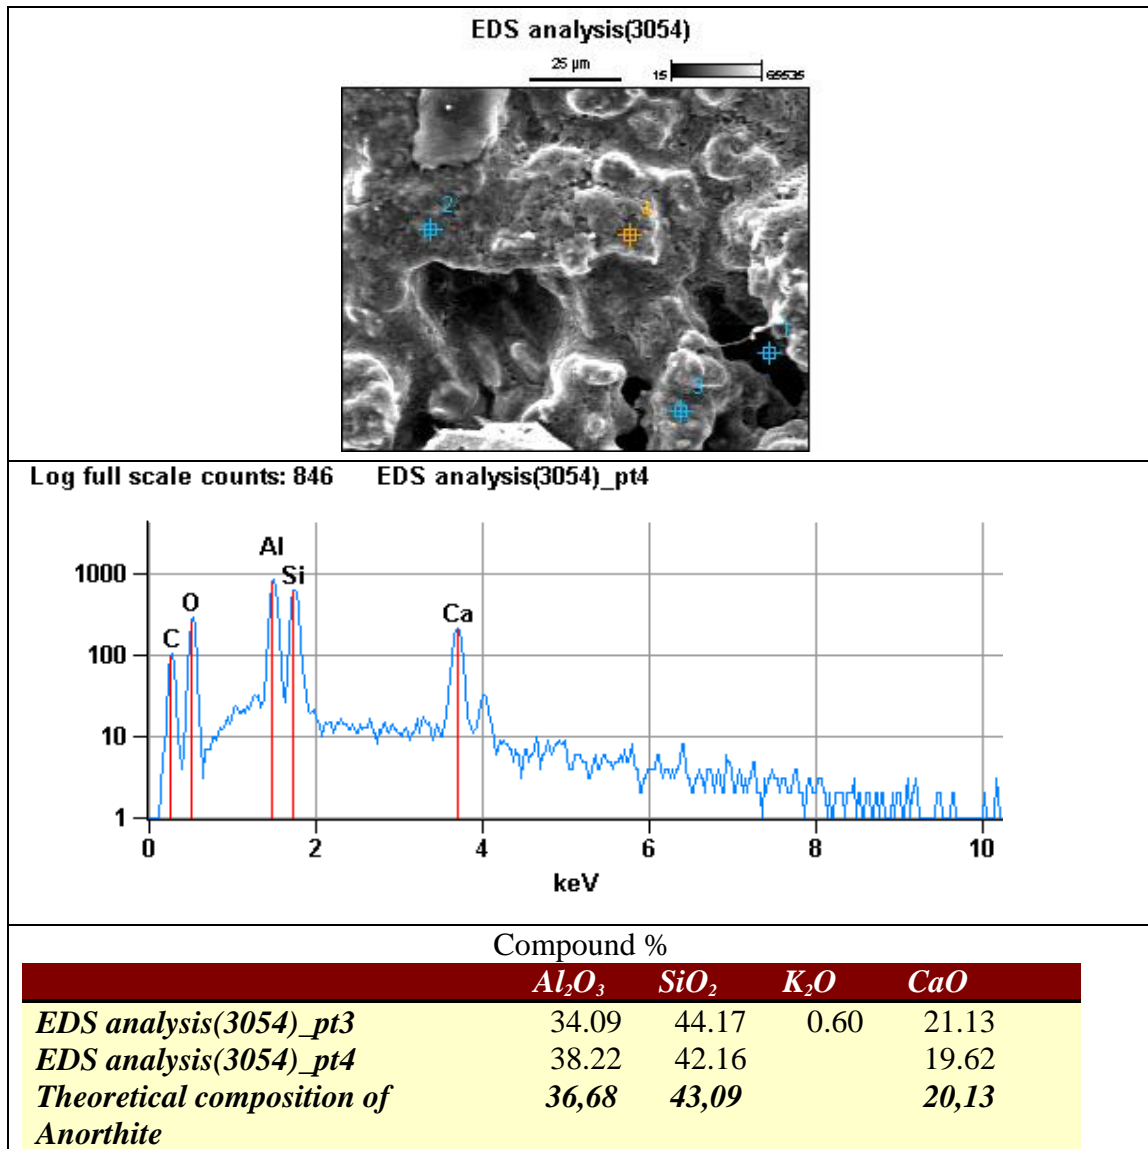 EDS analysis(3054)
25 µm
15 65535
2
4
1
3
Log full scale counts: 846 EDS analysis(3054)_pt4
1000
100
10
1
C O Al Si Ca
0 2 4 6 8 10
keV
Compound %
Al₂O₃ SiO₂ K₂O CaO
EDS analysis(3054)_pt3 34.09 44.17 0.60 21.13
EDS analysis(3054)_pt4 38.22 42.16 19.62
Theoretical composition of 36,68 43,09 20,13
Anorthite